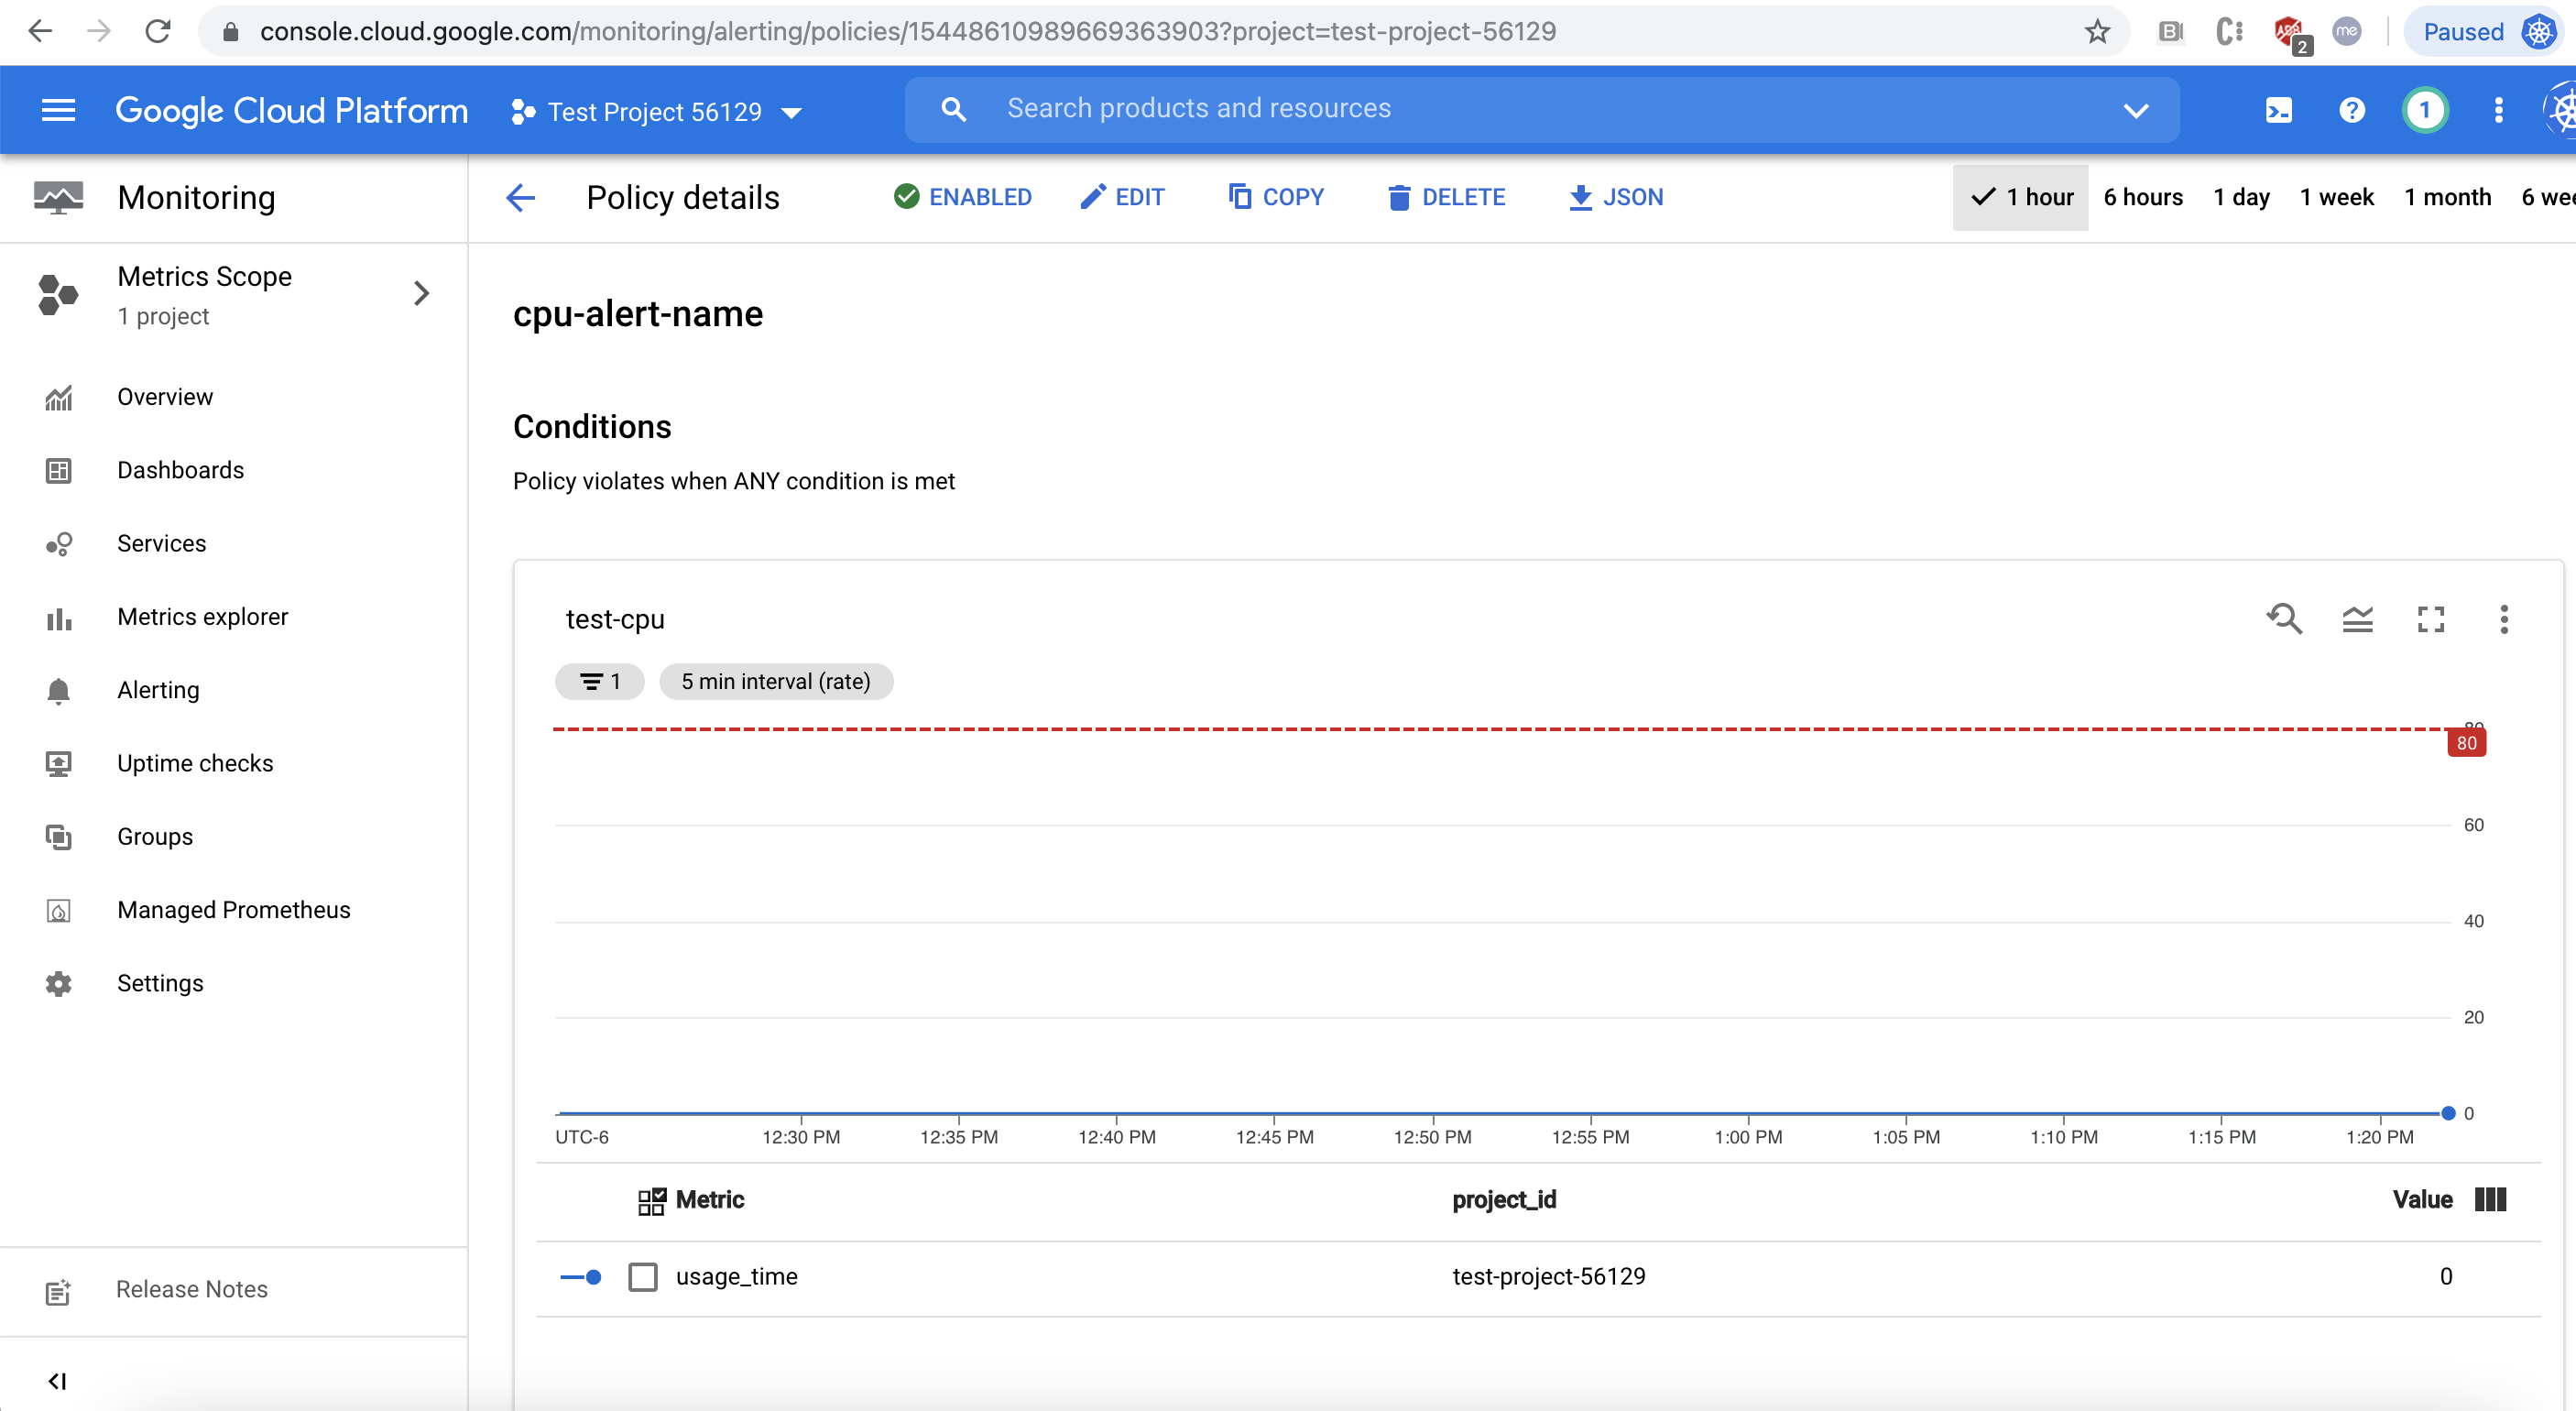 console.cloud.google.com/monitoring/alerting/policies/15448610989669363903?project=test-project-56129
2
me
Paused
Google Cloud Platform
Test Project 56129
Search products and resources
1
Monitoring
Policy details
ENABLED
EDIT
COPY
DELETE
JSON
1 hour
6 hours
1 day
1 week
1 month
6 wee
Metrics Scope
1 project
Overview
Dashboards
Services
Metrics explorer
Alerting
Uptime checks
Groups
Managed Prometheus
Settings
Release Notes
cpu-alert-name
Conditions
Policy violates when ANY condition is met
test-cpu
1
5 min interval (rate)
80
80
60
40
20
0
UTC-6
12:30 PM
12:35 PM
12:40 PM
12:45 PM
12:50 PM
12:55 PM
1:00 PM
1:05 PM
1:10 PM
1:15 PM
1:20 PM
Metric
project_id
Value
usage_time
test-project-56129
0